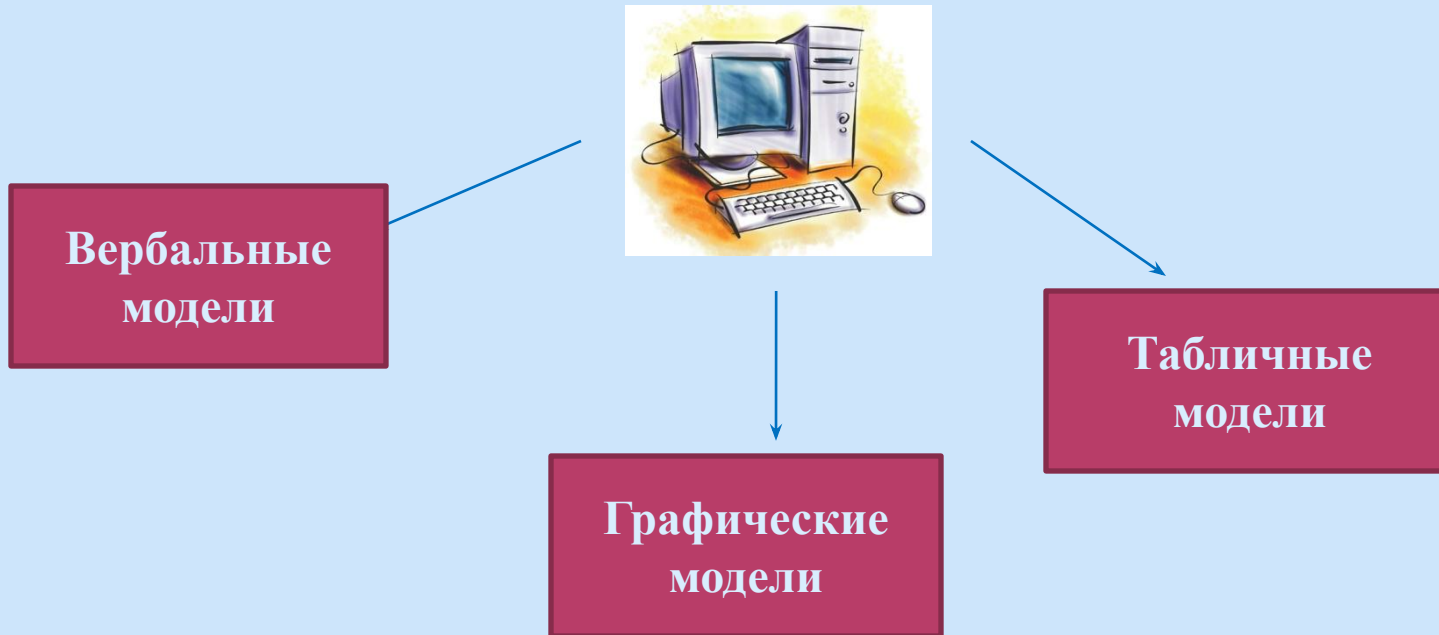 Вербальные
модели
Табличные
модели
Графические
модели